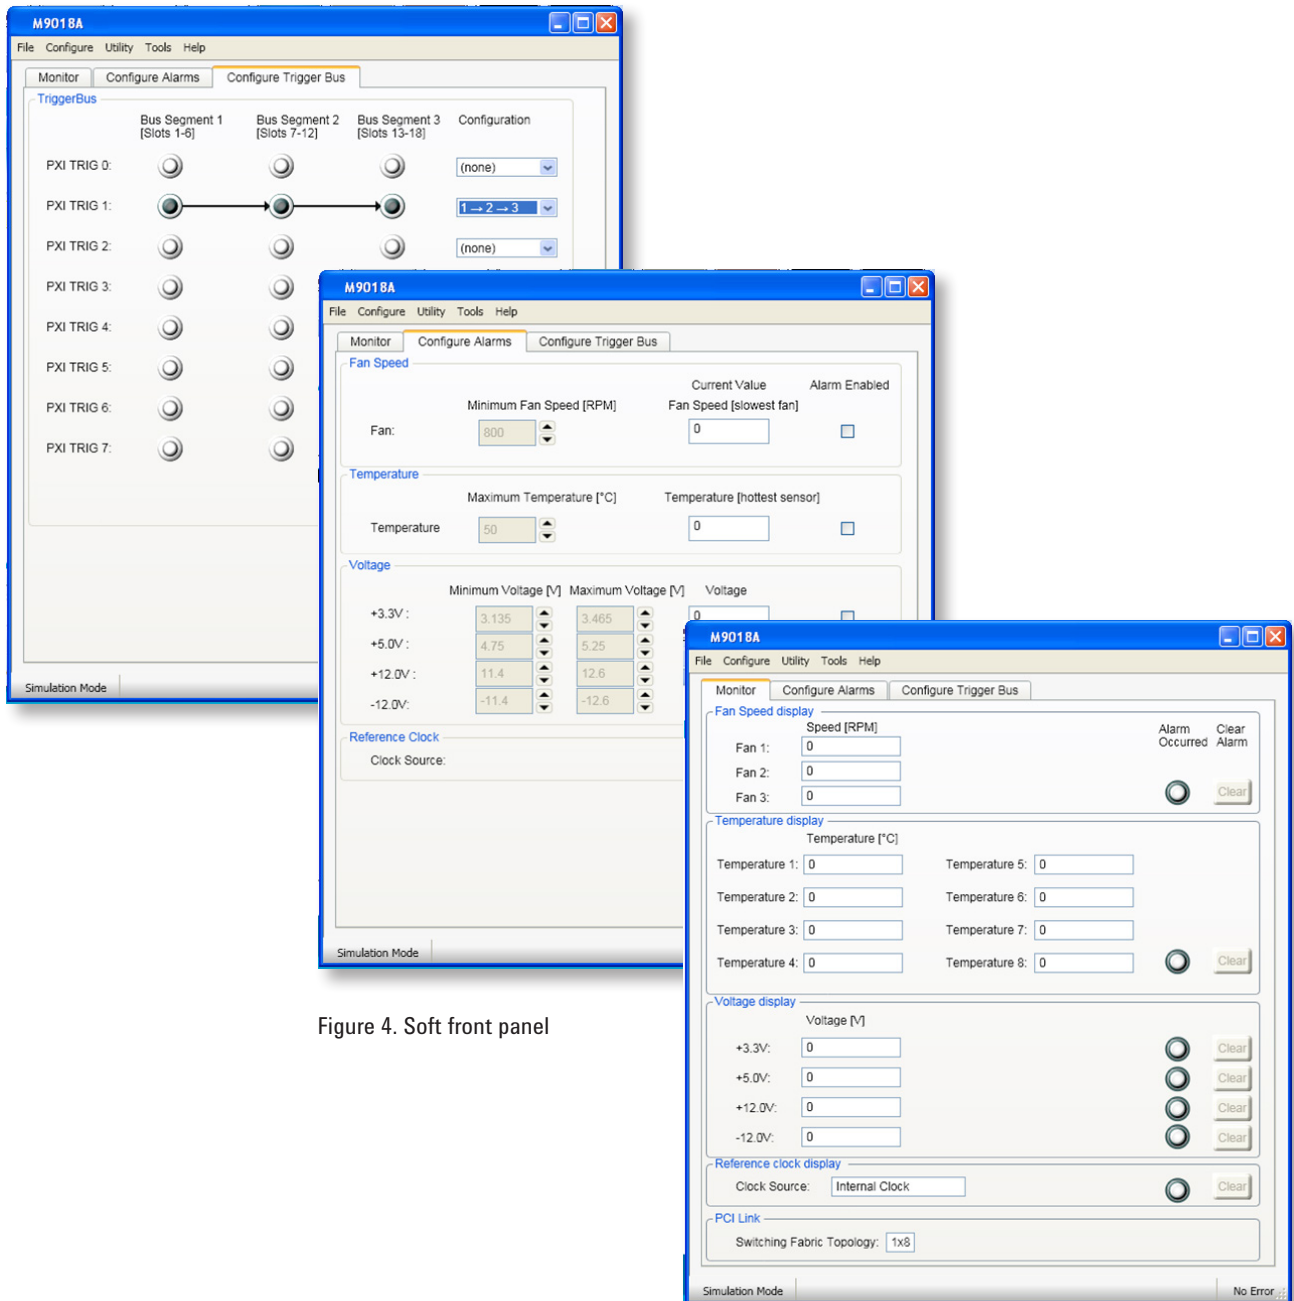 M9018A
File Configure Utility Tools Help
Monitor Configure Alarms Configure Trigger Bus
TriggerBus
Bus Segment 1 Bus Segment 2 Bus Segment 3 Configuration
[Slots 1-6] [Slots 7-12] [Slots 13-18]
PXI TRIG 0: (none)
PXI TRIG 1: 1→2→3
PXI TRIG 2: (none)
PXI TRIG 3:
PXI TRIG 4:
PXI TRIG 5:
PXI TRIG 6:
PXI TRIG 7:
Simulation Mode
M9018A
File Configure Utility Tools Help
Monitor Configure Alarms Configure Trigger Bus
Fan Speed
Current Value Alarm Enabled
Minimum Fan Speed [RPM] Fan Speed [slowest fan]
Fan: 800 0
Temperature
Maximum Temperature [°C] Temperature [hottest sensor]
Temperature 50 0
Voltage
Minimum Voltage [V] Maximum Voltage [V] Voltage
+3.3V : 3.135 3.465 0
+5.0V : 4.75 5.25
+12.0V : 11.4 12.6
-12.0V: -11.4 -12.6
Reference Clock
Clock Source:
Simulation Mode
Figure 4. Soft front panel
M9018A
File Configure Utility Tools Help
Monitor Configure Alarms Configure Trigger Bus
Fan Speed display
Speed [RPM] Alarm Clear
Occurred Alarm
Fan 1: 0
Fan 2: 0
Fan 3: 0 Clear
Temperature display
Temperature [°C]
Temperature 1: 0 Temperature 5: 0
Temperature 2: 0 Temperature 6: 0
Temperature 3: 0 Temperature 7: 0
Temperature 4: 0 Temperature 8: 0 Clear
Voltage display
Voltage [V]
+3.3V: 0 Clear
+5.0V: 0 Clear
+12.0V: 0 Clear
-12.0V: 0 Clear
Reference clock display
Clock Source: Internal Clock Clear
PCI Link
Switching Fabric Topology: 1x8
Simulation Mode No Error